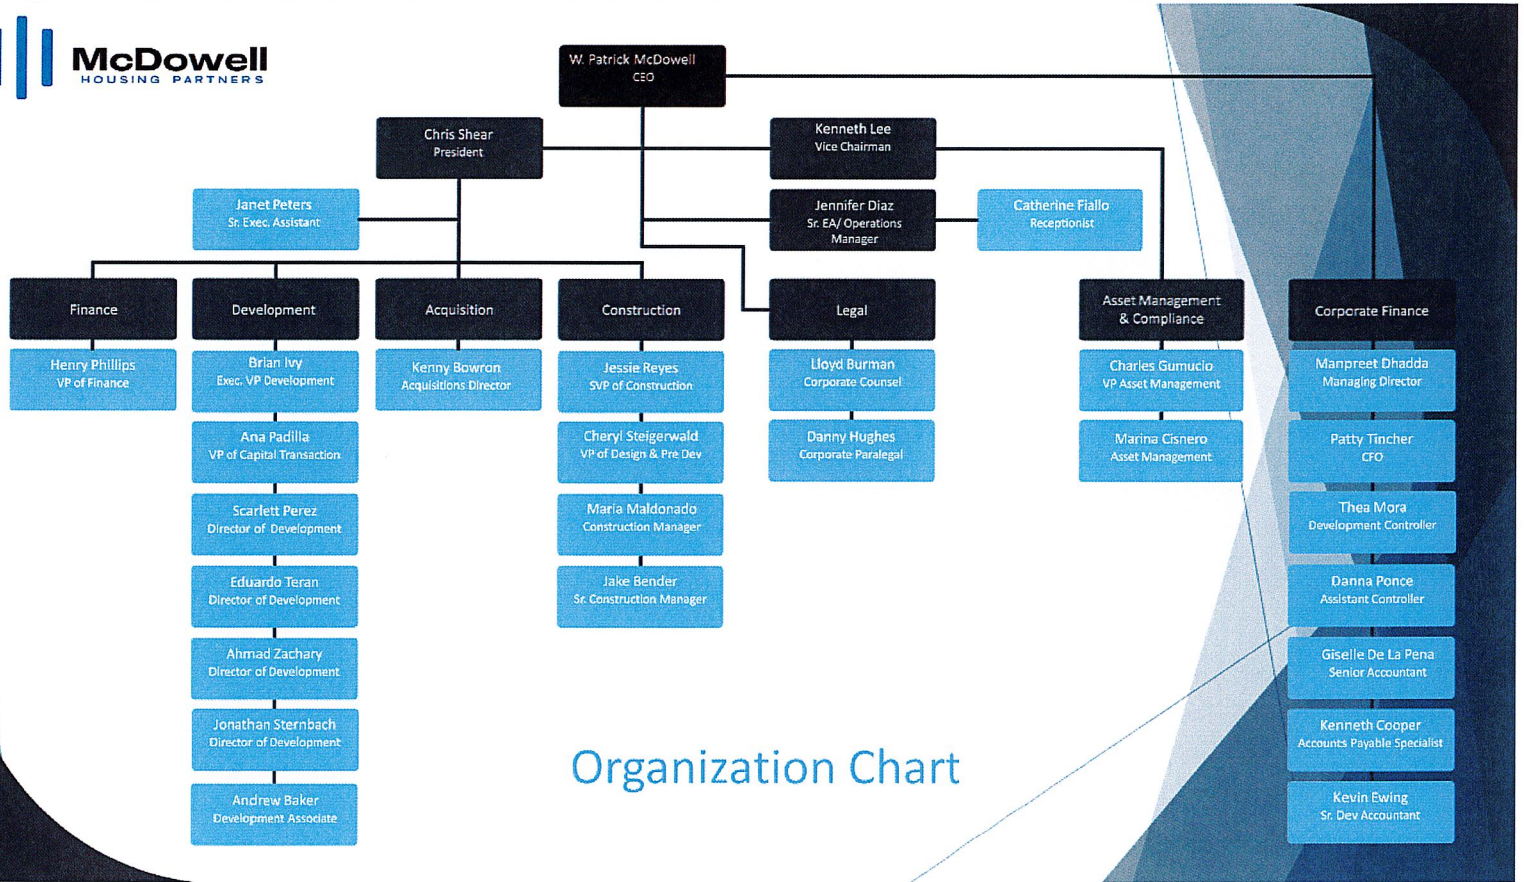 McDowell
HOUSING PARTNERS
W. Patrick McDowell
CEO
Chris Shear
President
Kenneth Lee
Vice Chairman
Janet Peters
Sr. Exec. Assistant
Jennifer Diaz
Sr. EA/ Operations
Manager
Catherine Fiallo
Receptionist
Finance
Henry Phillips
VP of Finance
Development
Brian Ivy
Exec. VP Development
Ana Padilla
VP of Capital Transaction
Scarlett Perez
Director of Development
Eduardo Teran
Director of Development
Ahmad Zachary
Director of Development
Jonathan Sternbach
Director of Development
Andrew Baker
Development Associate
Acquisition
Kenny Bowron
Acquisitions Director
Construction
Jessie Reyes
SVP of Construction
Cheryl Steigerwald
VP of Design & Pre Dev
Maria Maldonado
Construction Manager
Jake Bender
Sr. Construction Manager
Legal
Lloyd Burman
Corporate Counsel
Danny Hughes
Corporate Paralegal
Asset Management
& Compliance
Charles Gumucio
VP Asset Management
Marina Cisnero
Asset Management
Corporate Finance
Manpreet Dhadda
Managing Director
Patty Tincher
CFO
Thea Mora
Development Controller
Danna Ponce
Assistant Controller
Giselle De La Pena
Senior Accountant
Kenneth Cooper
Accounts Payable Specialist
Kevin Ewing
Sr. Dev Accountant
Organization Chart